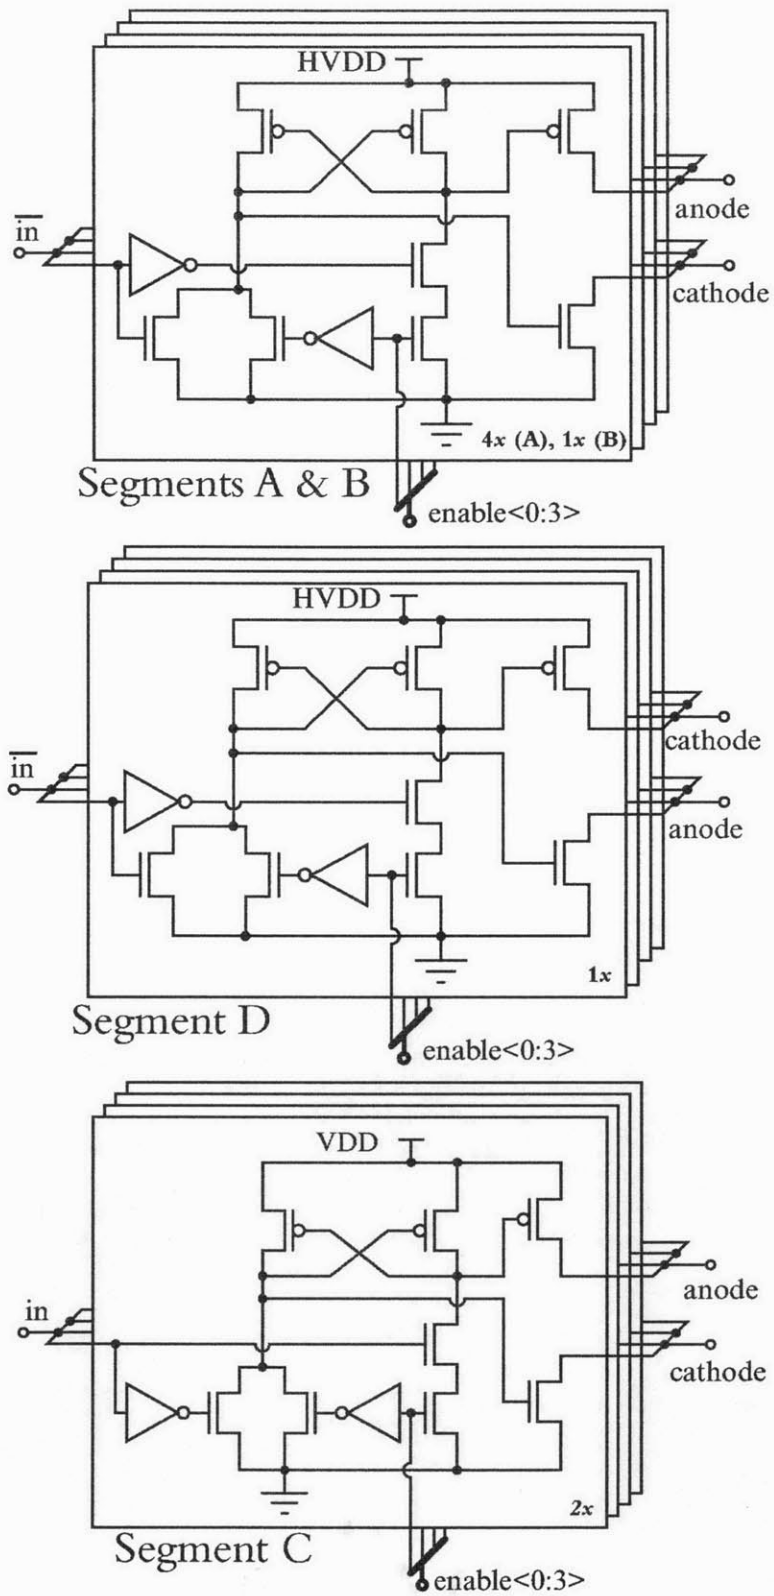 HVDD
in
anode
cathode
4x (A), 1x (B)
Segments A & B
enable<0:3>
HVDD
in
cathode
anode
1x
Segment D
enable<0:3>
VDD
in
anode
cathode
2x
Segment C
enable<0:3>